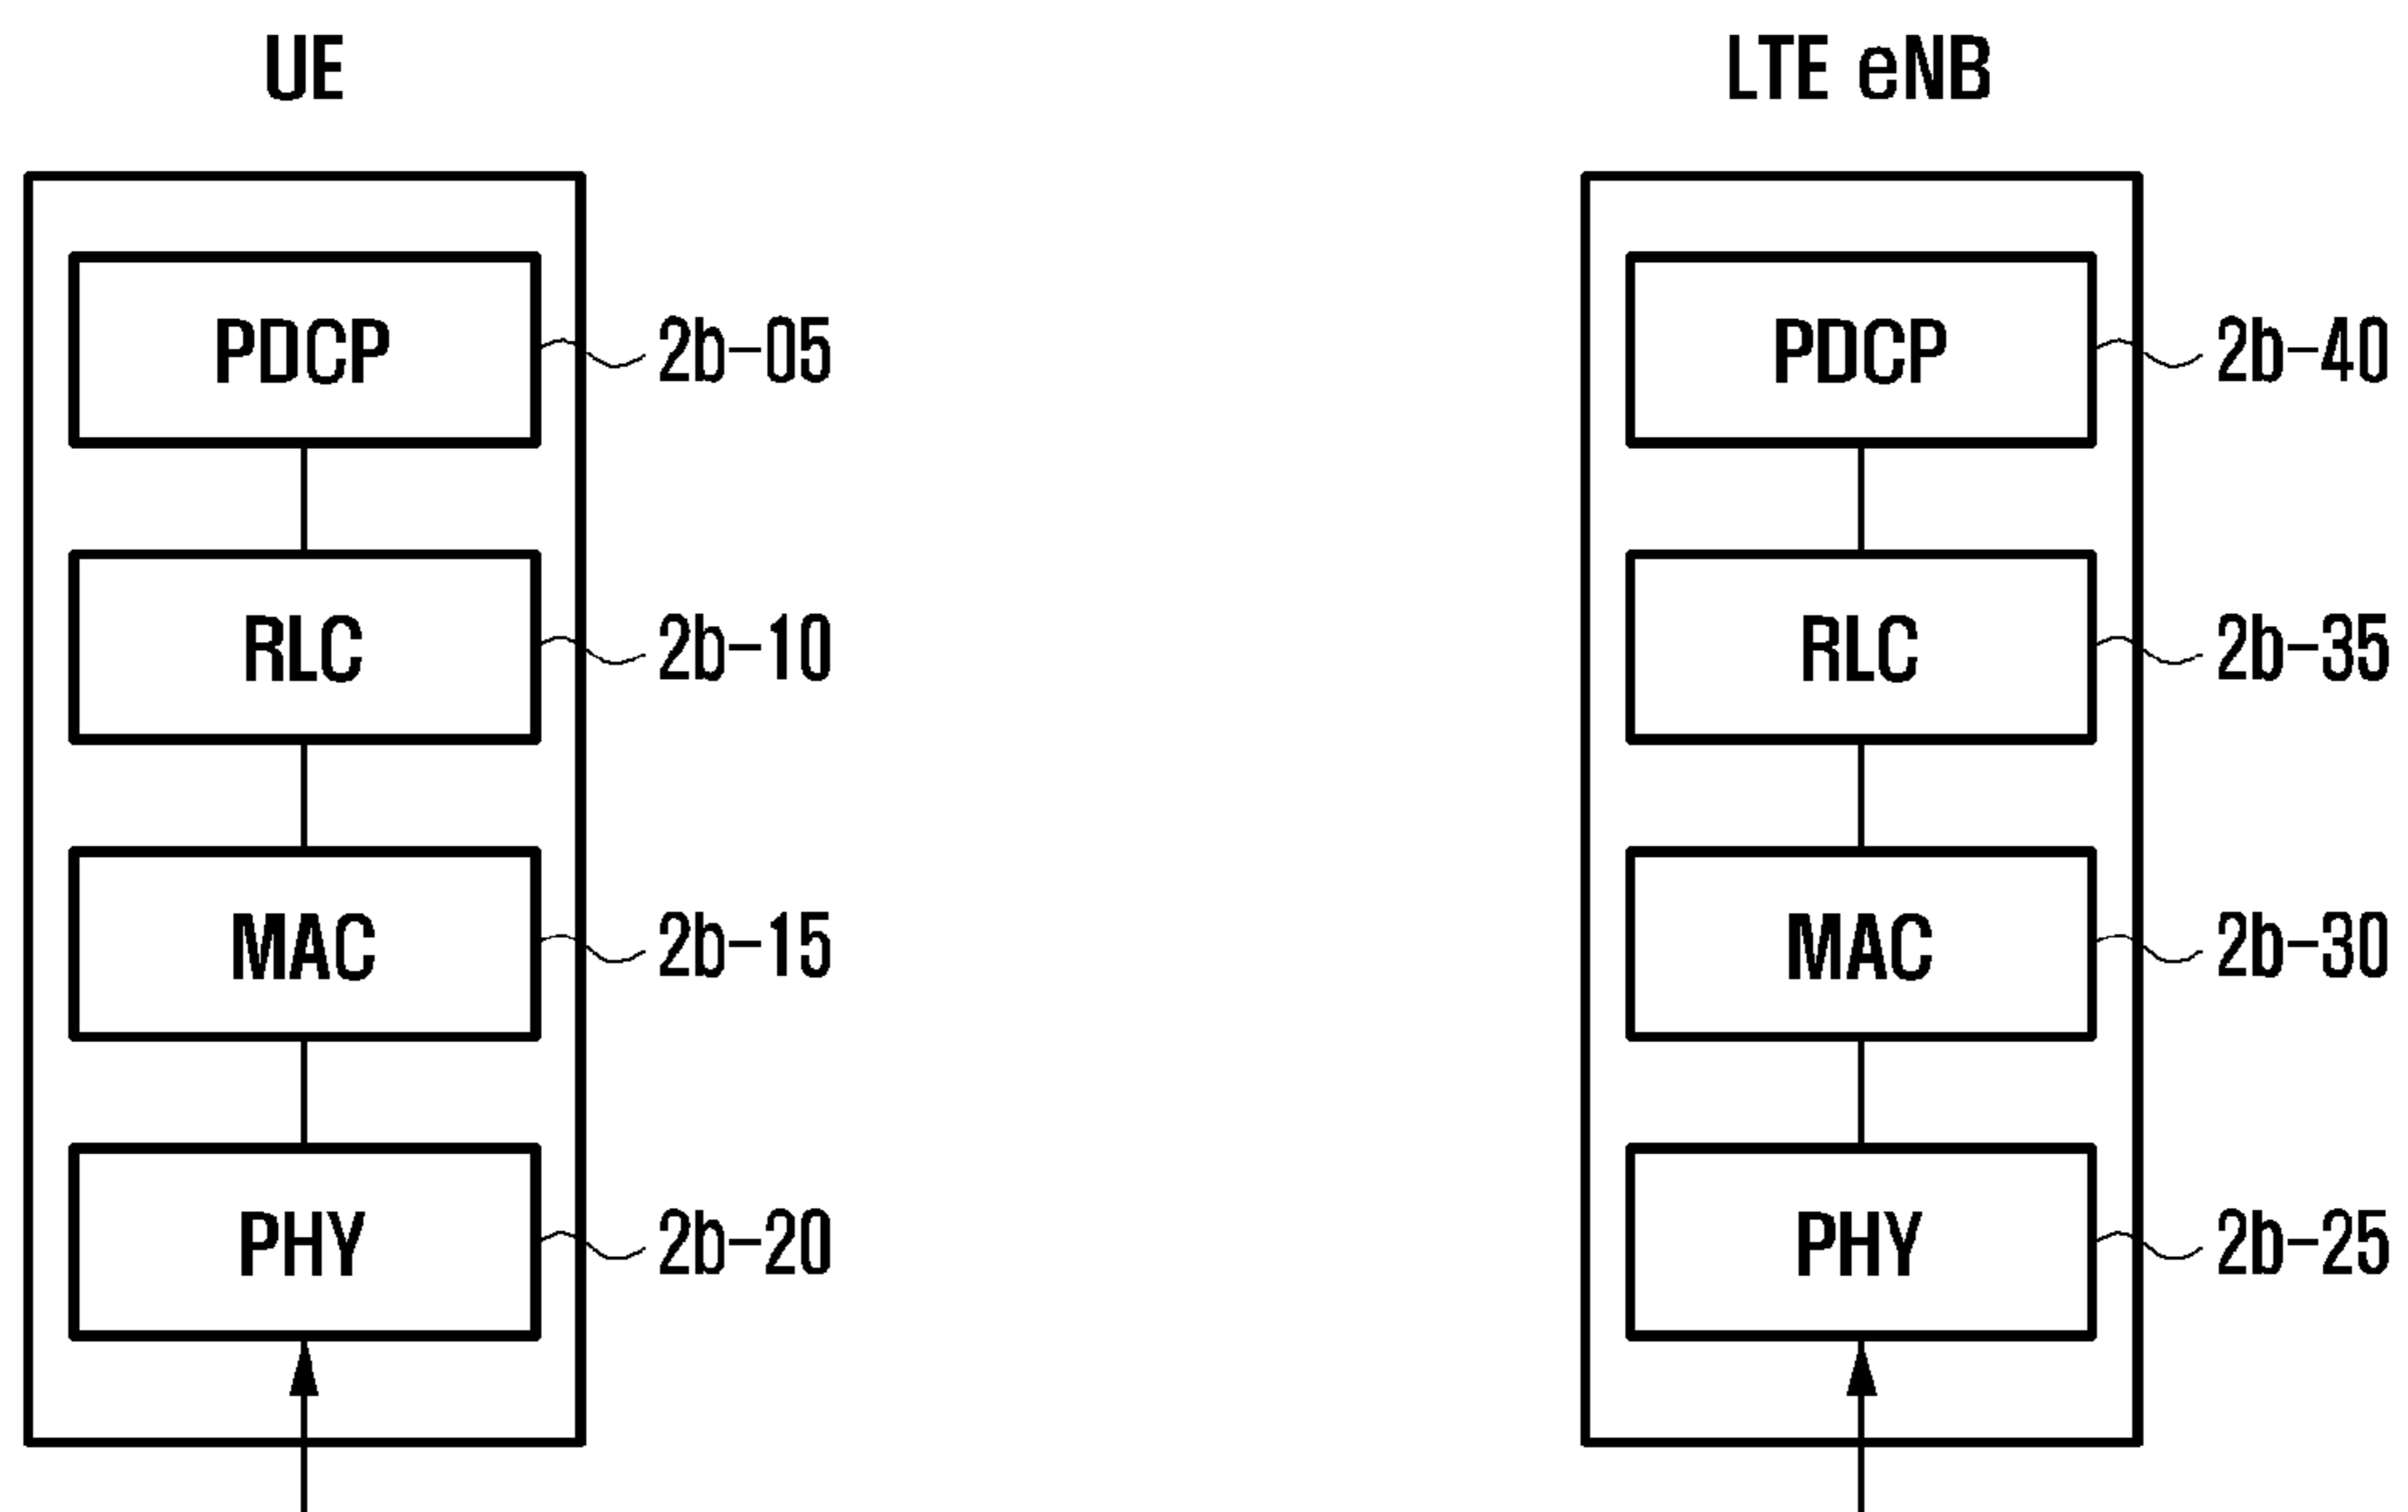 UE LTE eNB
PDCP 2b-05 PDCP 2b-40
RLC 2b-10 RLC 2b-35
MAC 2b-15 MAC 2b-30
PHY 2b-20 PHY 2b-25